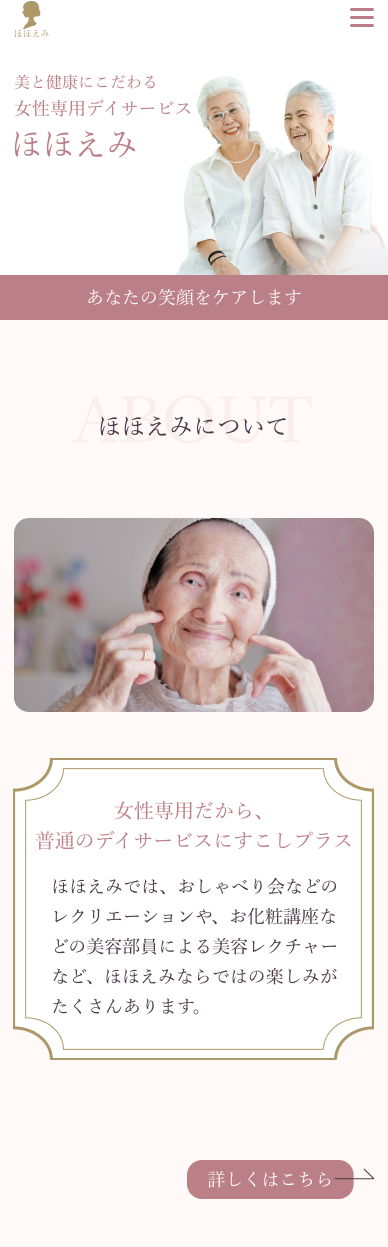 ほほえみ
美と健康にこだわる
女性専用デイサービス
ほほえみ
あなたの笑顔をケアします
ABOUT
ほほえみについて
女性専用だから、
普通のデイサービスにすこしプラス
ほほえみでは、おしゃべり会などの
レクリエーションや、お化粧講座な
どの美容部員による美容レクチャー
など、ほほえみならではの楽しみが
たくさんあります。
詳しくはこちら